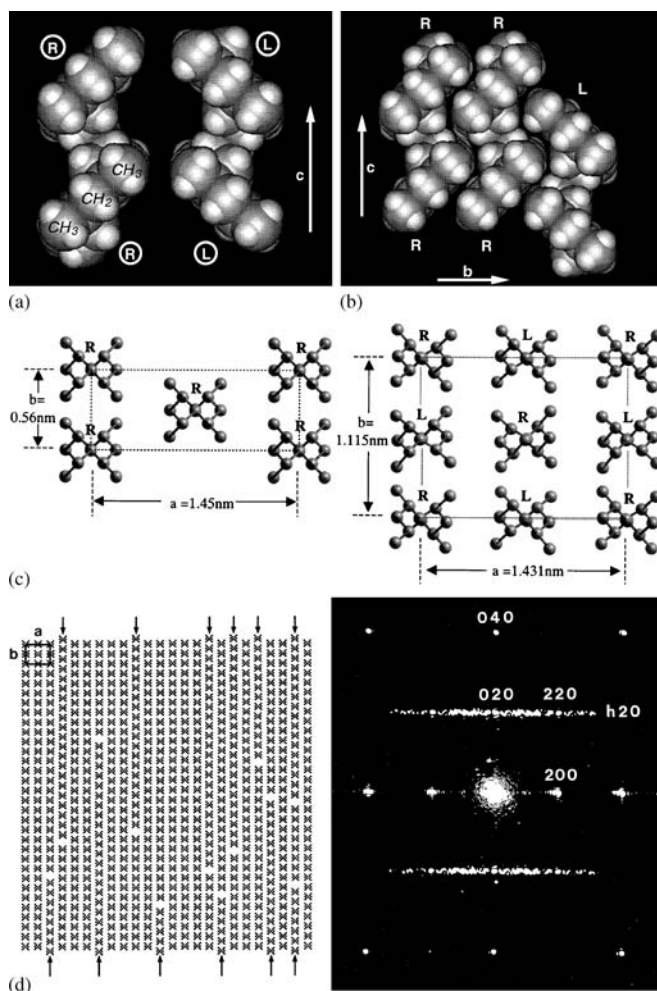 R L
CH3
CH2
CH3
c
R L
(a)
R R
L
c
R R
b
(b)
R R
b=
0.56nm
R
R R
a =1.45nm
R L R
b=
1.115nm
L R L
R L R
a =1.431nm
(c)
a
b
(d)
040
020 220
h20
200